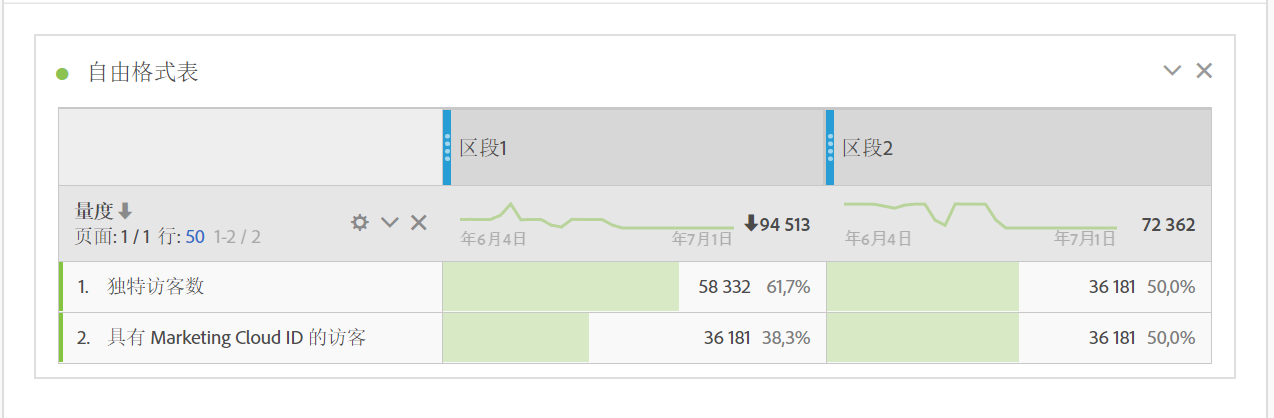 自由格式表
区段1
区段2
量度
页面: 1 / 1 行: 50 1-2 / 2
年6月4日
年7月1日
94 513
年6月4日
年7月1日
72 362
1. 独特访客数
58 332 61,7%
36 181 50,0%
2. 具有 Marketing Cloud ID 的访客
36 181 38,3%
36 181 50,0%